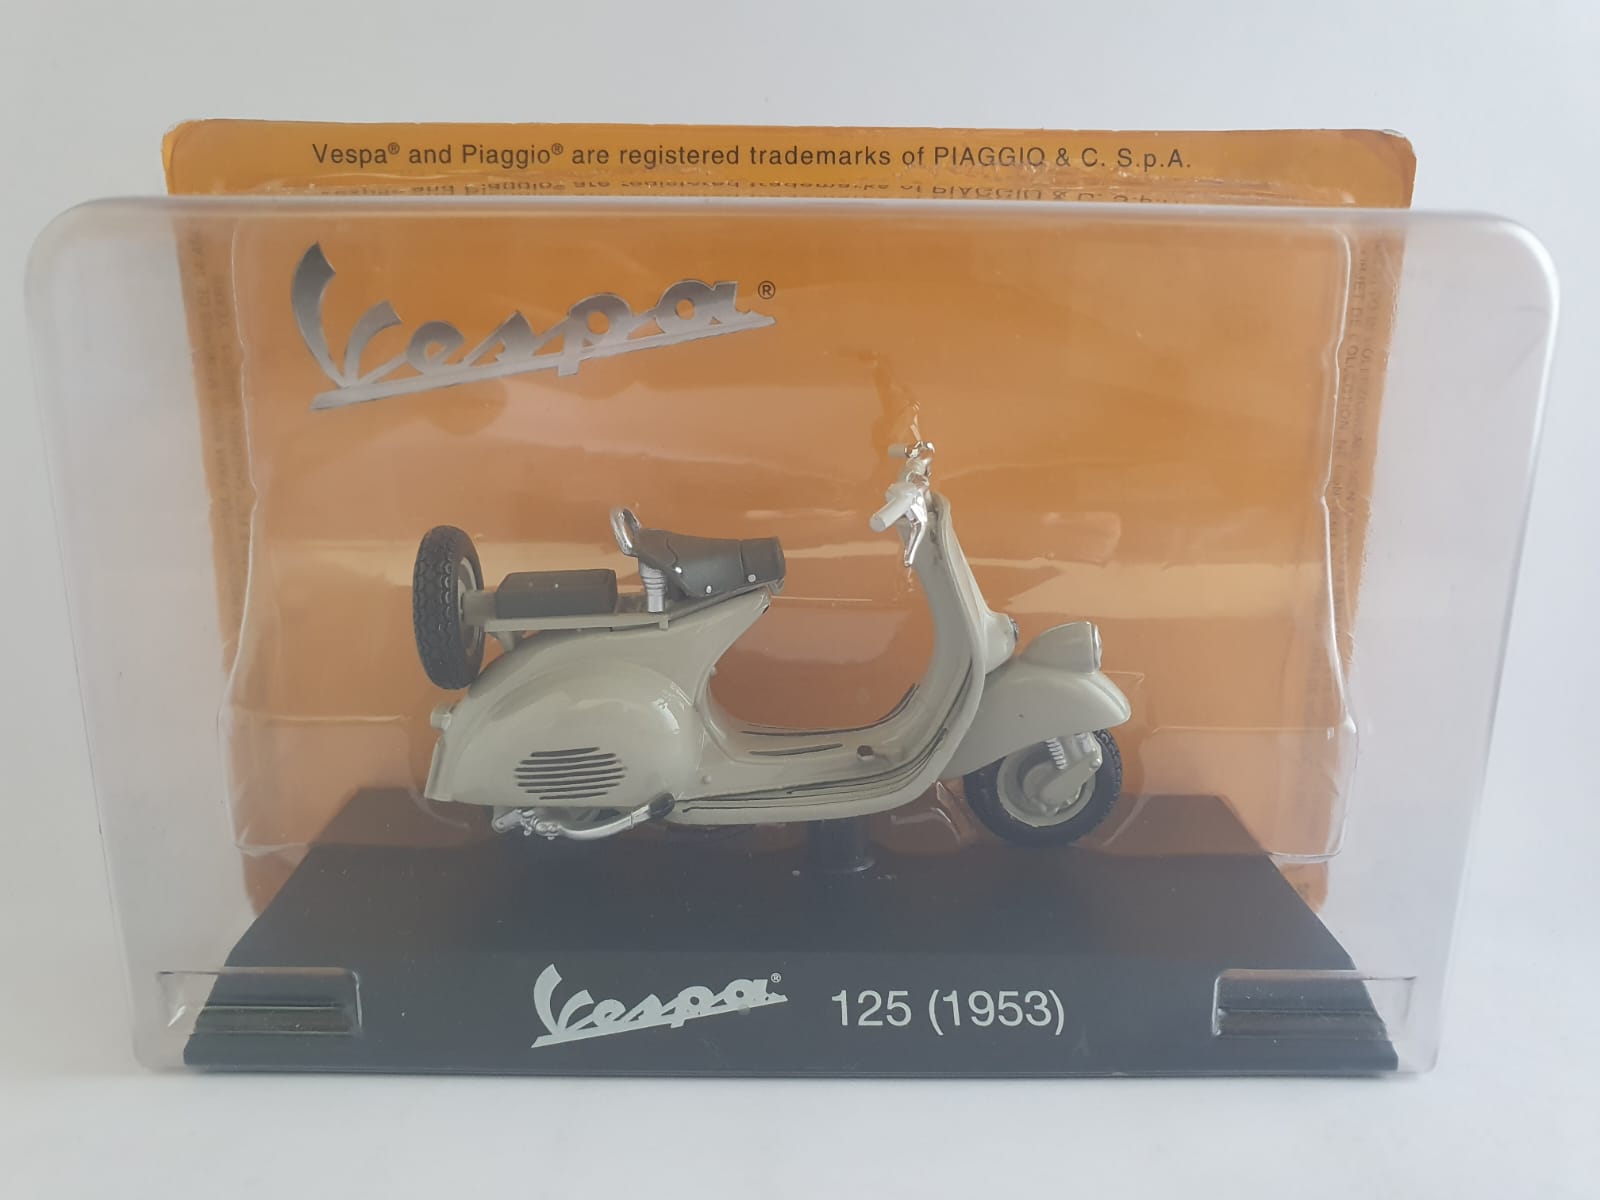 Vespa® and Piaggio® are registered trademarks of PIAGGIO & C. S.p.A.
Vespa®
Vespa® 125 (1953)